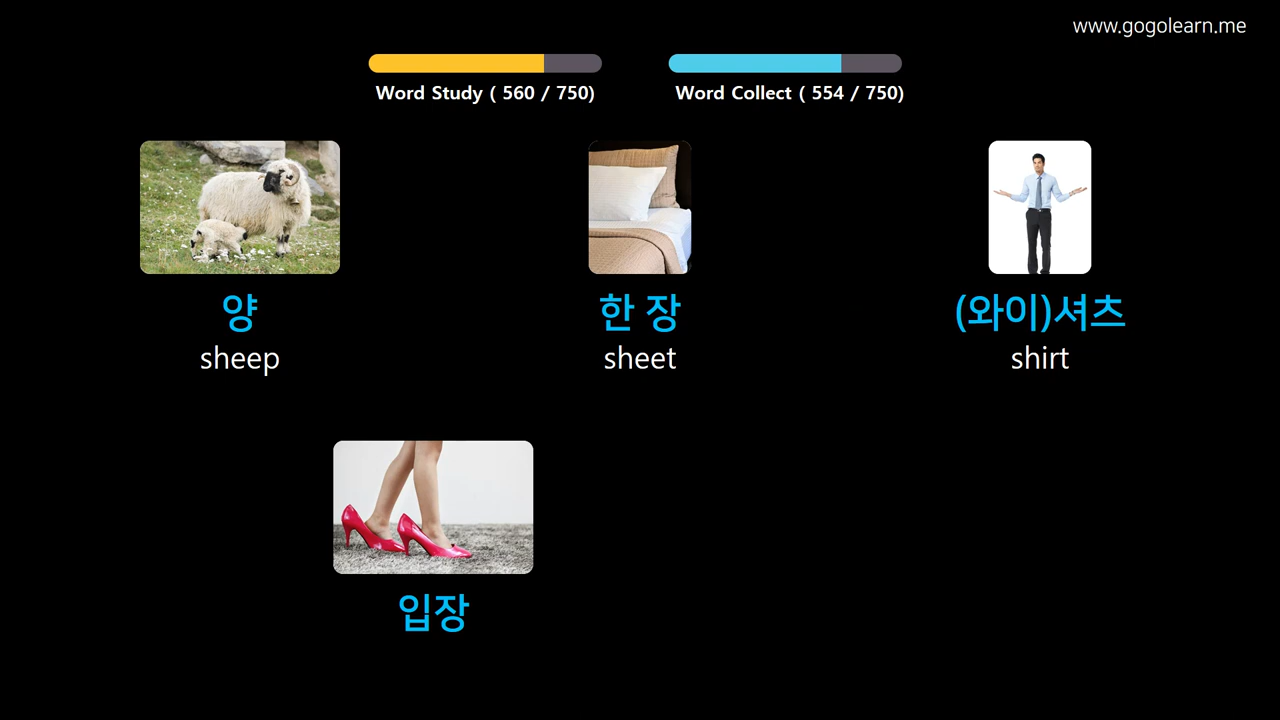 www.gogolearn.me
Word Study ( 560 / 750)
Word Collect ( 554 / 750)
양
sheep
한 장
sheet
(와이)셔츠
shirt
입장